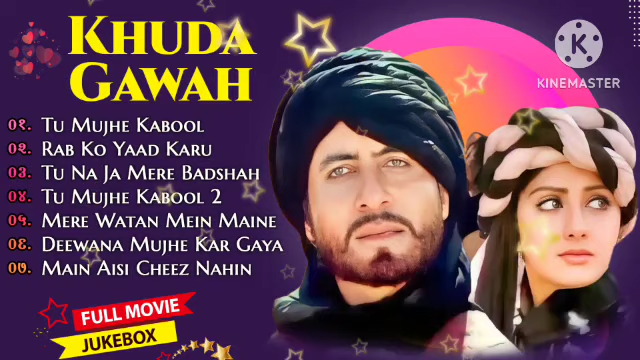 KHUDA
GAWAH
K
KINEMASTER
०१. TU MUJHE KABOOL
०२. RAB KO YAAD KARU
०३. TU NA JA MERE BADSHAH
०४. TU MUJHE KABOOL 2
०५. MERE WATAN MEIN MAINE
०६. DEEWANA MUJHE KAR GAYA
०७. MAIN AISI CHEEZ NAHIN
FULL MOVIE
JUKEBOX